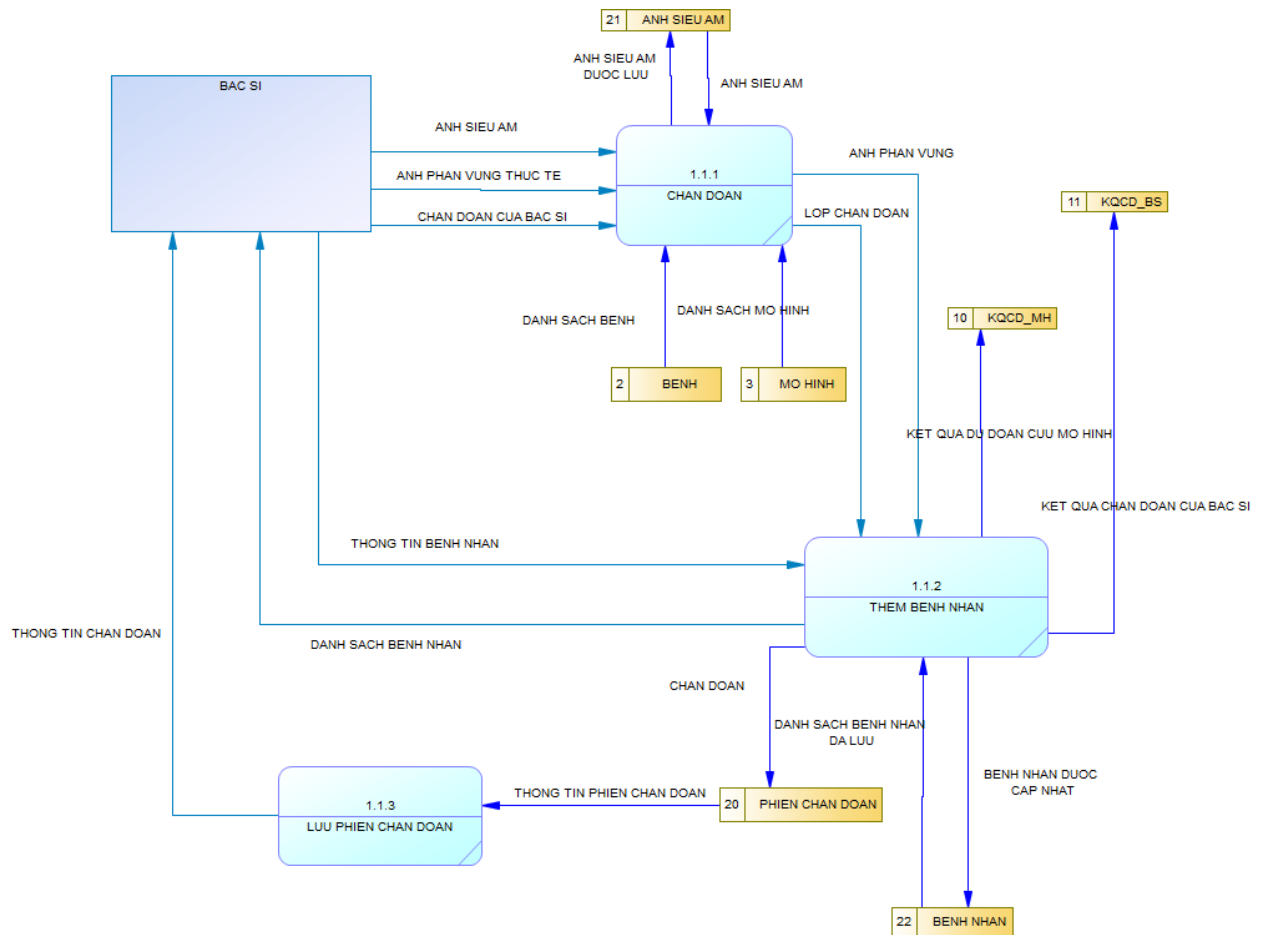 21 ANH SIEU AM
ANH SIEU AM
DUOC LUU
ANH SIEU AM
BAC SI
ANH SIEU AM
ANH PHAN VUNG THUC TE
CHAN DOAN CUA BAC SI
1.1.1
CHAN DOAN
ANH PHAN VUNG
LOP CHAN DOAN
11 KQCD_BS
DANH SACH BENH
DANH SACH MO HINH
10 KQCD_MH
2 BENH
3 MO HINH
KET QUA DU DOAN CUU MO HINH
KET QUA CHAN DOAN CUA BAC SI
THONG TIN BENH NHAN
1.1.2
THEM BENH NHAN
THONG TIN CHAN DOAN
DANH SACH BENH NHAN
CHAN DOAN
DANH SACH BENH NHAN
DA LUU
BENH NHAN DUOC
CAP NHAT
THONG TIN PHIEN CHAN DOAN
20 PHIEN CHAN DOAN
1.1.3
LUU PHIEN CHAN DOAN
22 BENH NHAN